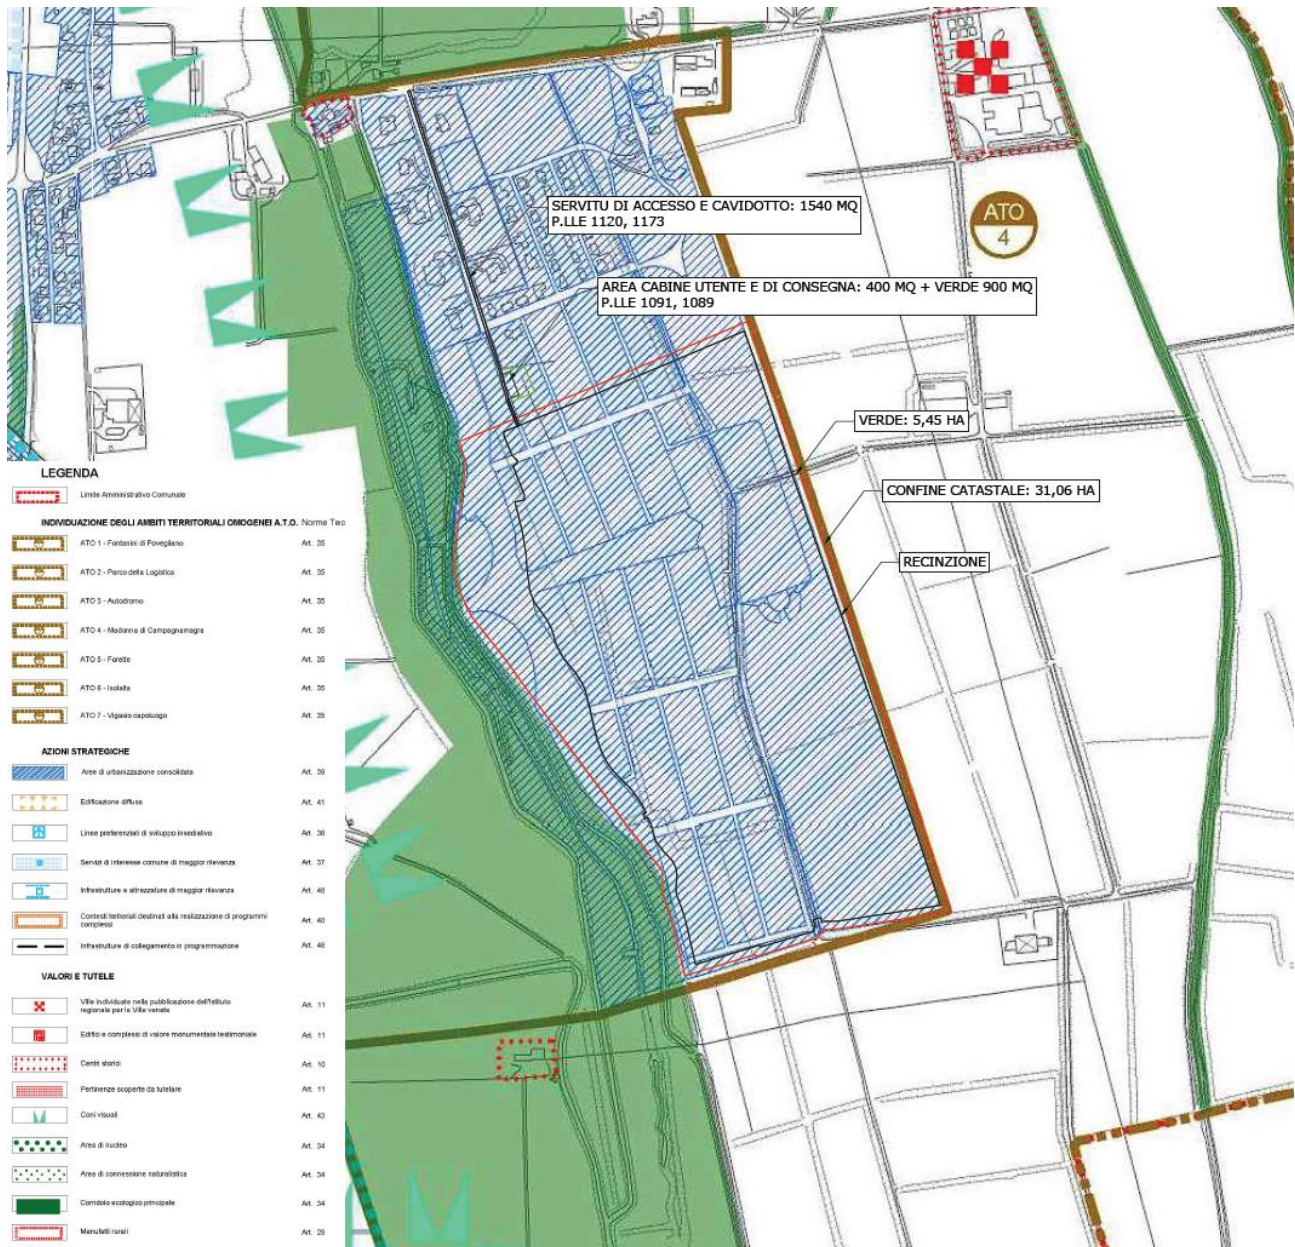 ATO
4
SERVITU DI ACCESSO E CAVIDOTTO: 1540 MQ
P.LLE 1120, 1173
AREA CABINE UTENTE E DI CONSEGNA: 400 MQ + VERDE 900 MQ
P.LLE 1091, 1089
VERDE: 5,45 HA
CONFINE CATASTALE: 31,06 HA
RECINZIONE
LEGENDA
Limite Amministrativo Comunale
INDIVIDUAZIONE DEGLI AMBITI TERRITORIALI OMOGENEI A.T.O. Norme Tec
ATO 1 - Fontanini di Povegliano Art. 35
ATO 2 - Parco della Logistica Art. 35
ATO 3 - Autodromo Art. 35
ATO 4 - Madonna di Campagnamagra Art. 35
ATO 5 - Forette Art. 35
ATO 6 - Isolalta Art. 35
ATO 7 - Vigasio capoluogo Art. 35
AZIONI STRATEGICHE
Aree di urbanizzazione consolidata Art. 39
Edificazione diffusa Art. 41
Linee preferenziali di sviluppo insediativo Art. 36
Servizi di interesse comune di maggior rilevanza Art. 37
Infrastrutture e attrezzature di maggior rilevanza Art. 46
Contesti territoriali destinati alla realizzazione di programmi
complessi Art. 40
Infrastrutture di collegamento in programmazione Art. 46
VALORI E TUTELE
Ville individuate nella pubblicazione dell'Istituto
regionale per le Ville venete Art. 11
Edifici e complessi di valore monumentale testimoniale Art. 11
Centri storici Art. 10
Pertinenze scoperte da tutelare Art. 11
Coni visuali Art. 43
Area di nucleo Art. 34
Area di connessione naturalistica Art. 34
Corridoio ecologico principale Art. 34
Manufatti rurali Art. 29